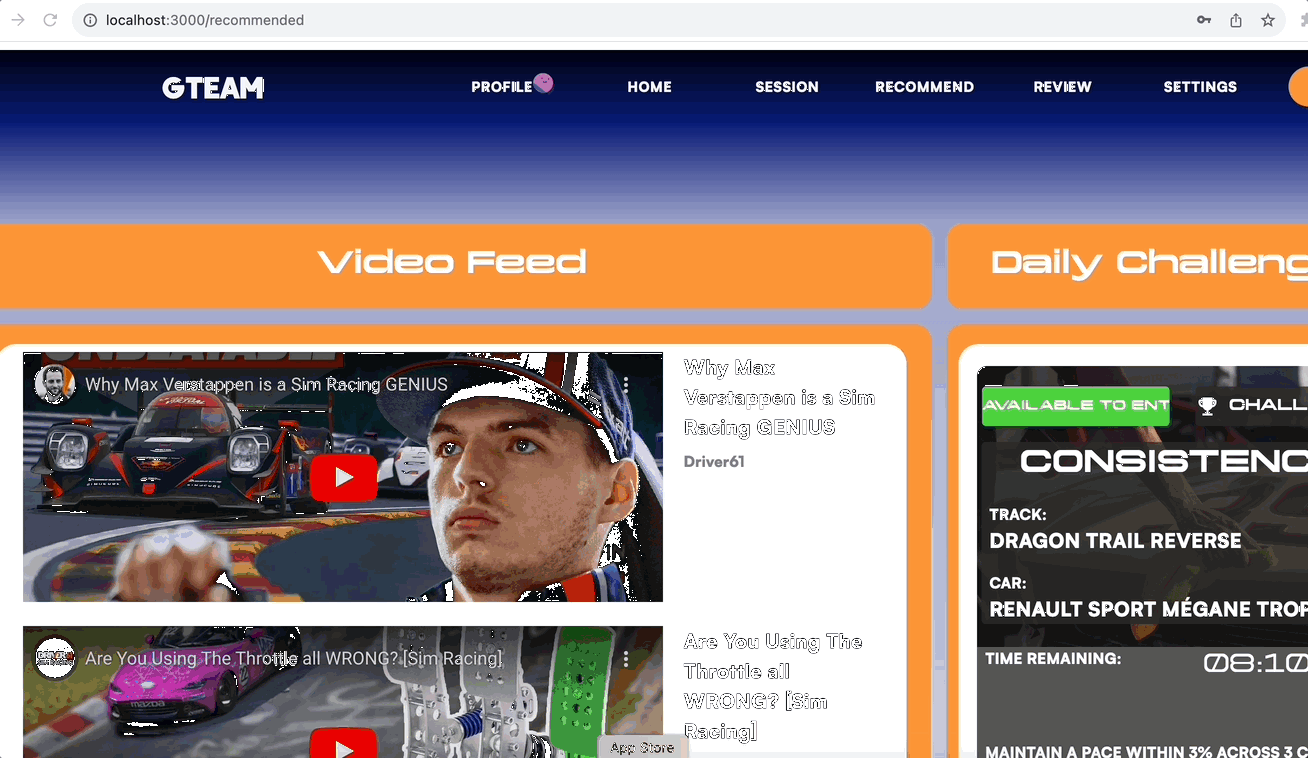 localhost:3000/recommended
GTEAM
PROFILE HOME SESSION RECOMMEND REVIEW SETTINGS
Video Feed
Daily Challeng
Why Max Verstappen is a Sim Racing GENIUS
Why Max
Verstappen is a Sim
Racing GENIUS
Driver61
Are You Using The Throttle all WRONG? [Sim Racing]
Are You Using The
Throttle all
WRONG? [Sim
Racing]
mazda
App Store
AVAILABLE TO ENT
CHALL
CONSISTENC
TRACK:
DRAGON TRAIL REVERSE
CAR:
RENAULT SPORT MÉGANE TROP
TIME REMAINING:
08:10
MAINTAIN A PACE WITHIN 3% ACROSS 3 C